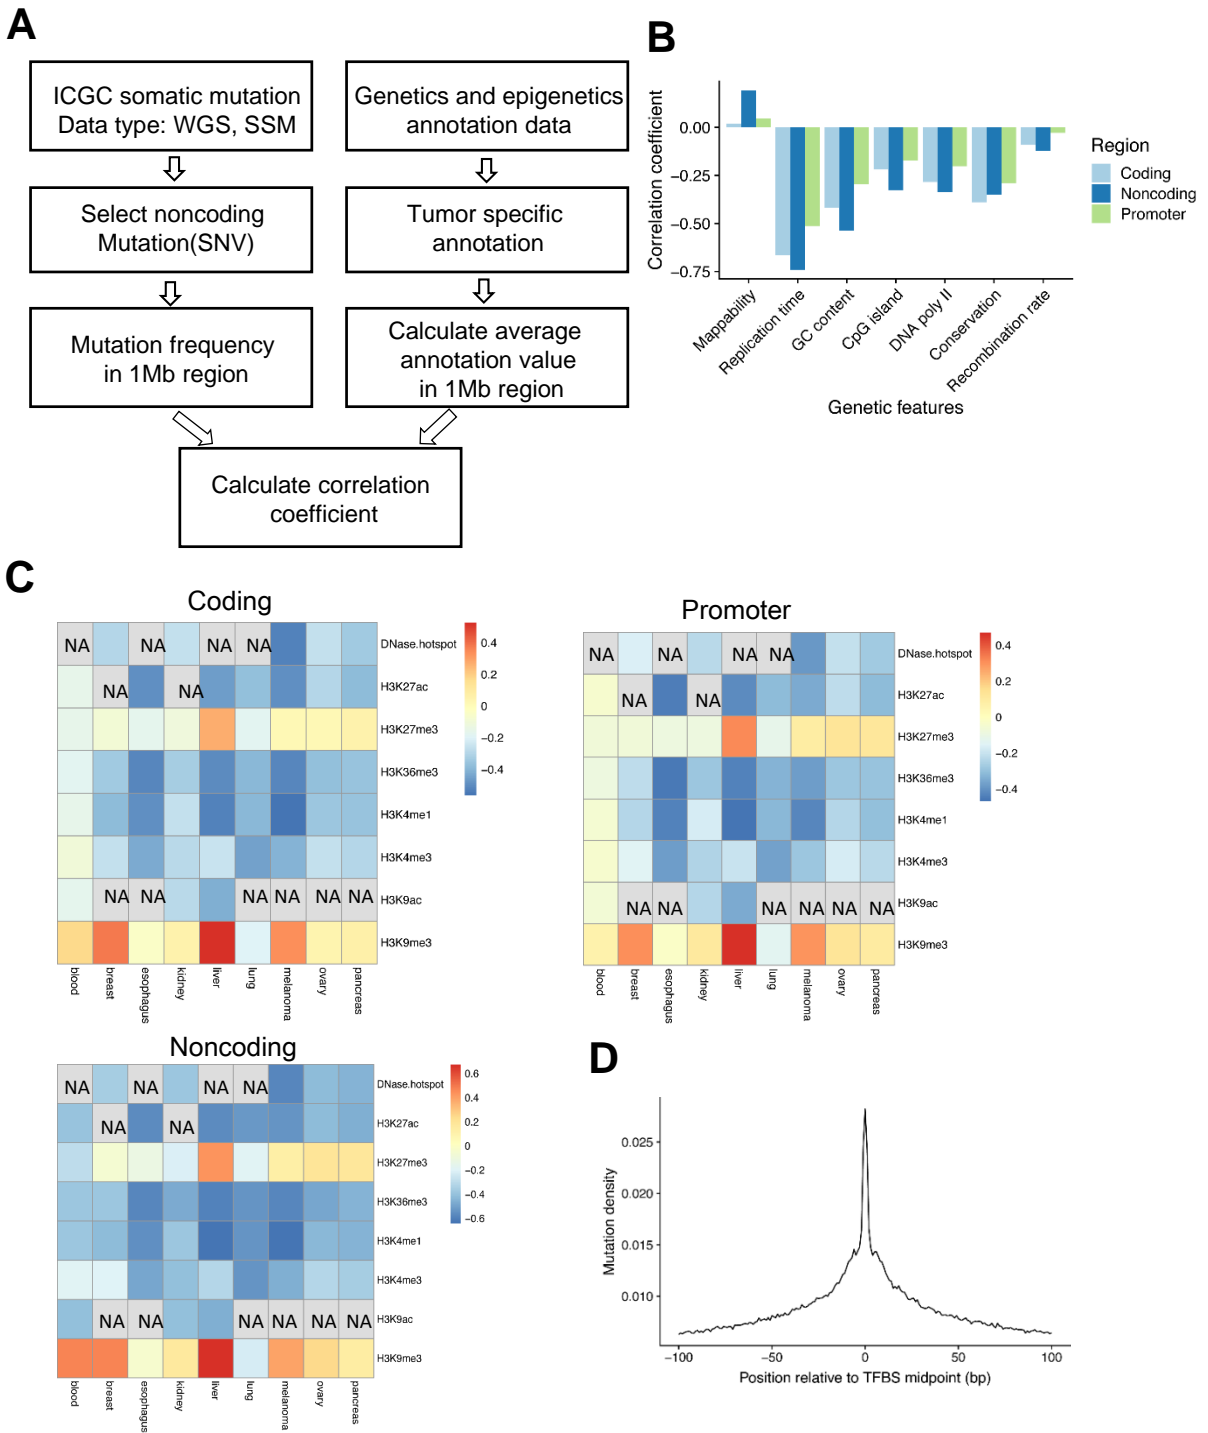 A
ICGC somatic mutation
Data type: WGS, SSM
Genetics and epigenetics
annotation data
Select noncoding
Mutation(SNV)
Tumor specific
annotation
Mutation frequency
in 1Mb region
Calculate average
annotation value
in 1Mb region
Calculate correlation
coefficient
B
Correlation coefficient
0.00
−0.25
−0.50
−0.75
Mappability
Replication time
GC content
CpG island
DNA poly II
Conservation
Recombination rate
Genetic features
Region
Coding
Noncoding
Promoter
C
Coding
NA NA NA NA DNase.hotspot
NA NA H3K27ac
H3K27me3
H3K36me3
H3K4me1
H3K4me3
NA NA NA NA NA NA H3K9ac
H3K9me3
blood
breast
esophagus
kidney
liver
lung
melanoma
ovary
pancreas
0.4
0.2
0
−0.2
−0.4
Promoter
NA NA NA NA DNase.hotspot
NA NA H3K27ac
H3K27me3
H3K36me3
H3K4me1
H3K4me3
NA NA NA NA NA NA H3K9ac
H3K9me3
blood
breast
esophagus
kidney
liver
lung
melanoma
ovary
pancreas
0.4
0.2
0
−0.2
−0.4
Noncoding
NA NA NA NA DNase.hotspot
NA NA H3K27ac
H3K27me3
H3K36me3
H3K4me1
H3K4me3
NA NA NA NA NA NA H3K9ac
H3K9me3
blood
breast
esophagus
kidney
liver
lung
melanoma
ovary
pancreas
0.6
0.4
0.2
0
−0.2
−0.4
−0.6
D
Mutation density
0.025
0.020
0.015
0.010
−100 −50 0 50 100
Position relative to TFBS midpoint (bp)